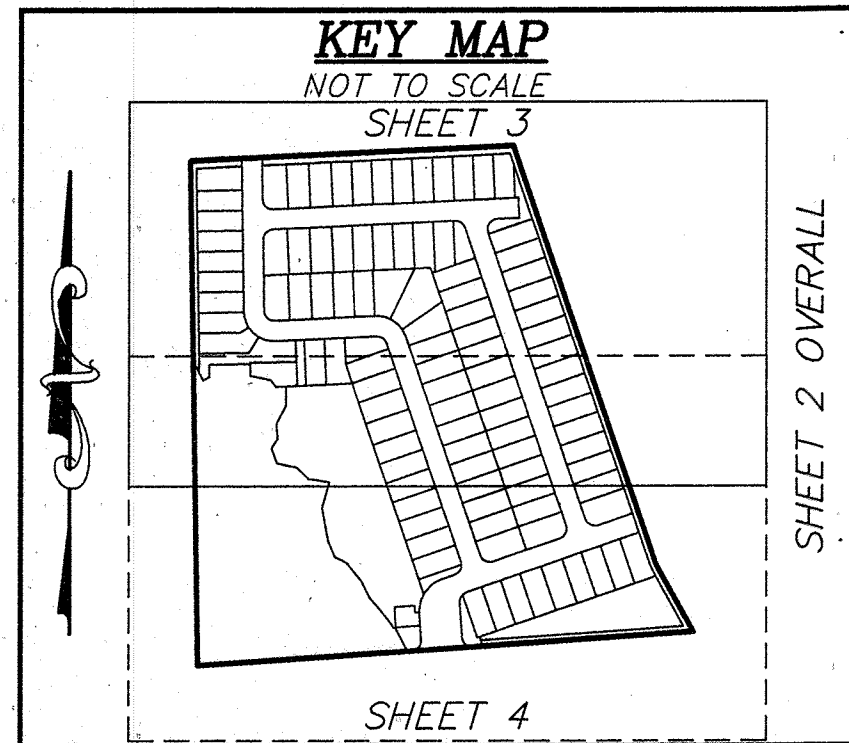 KEY MAP
NOT TO SCALE
SHEET 3
SHEET 2 OVERALL
SHEET 4